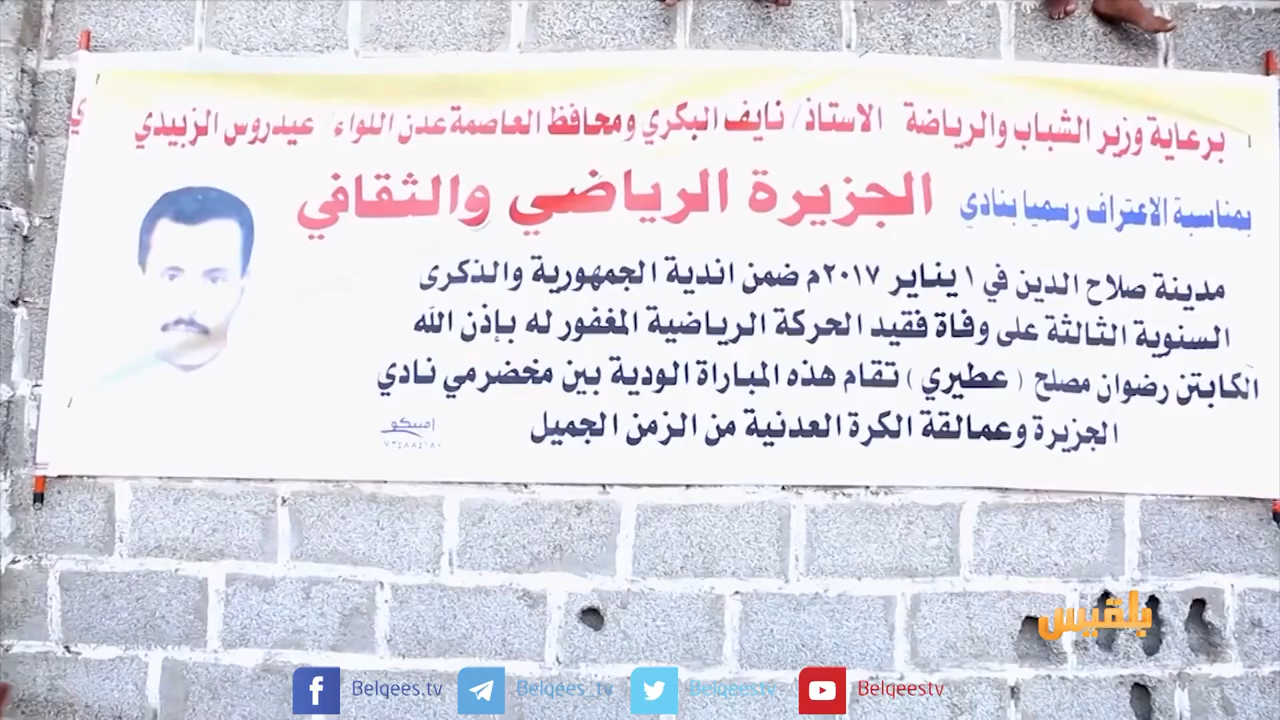 برعاية وزير الشباب والرياضة الاستاذ/ نايف البكري ومحافظ العاصمة عدن اللواء/ عيدروس الزبيدي
بمناسبة الاعتراف رسميا بنادي الجزيرة الرياضي والثقافي
مدينة صلاح الدين في ١ يناير ٢٠١٧م ضمن اندية الجمهورية والذكرى
السنوية الثالثة على وفاة فقيد الحركة الرياضية المغفور له بإذن الله
الكابتن رضوان مصلح ( عطيري ) تقام هذه المباراة الودية بين مخضرمي نادي
الجزيرة وعمالقة الكرة العدنية من الزمن الجميل
بلقيس
Belqees.tv Belqees_tv Belqees_tv Belqeestv